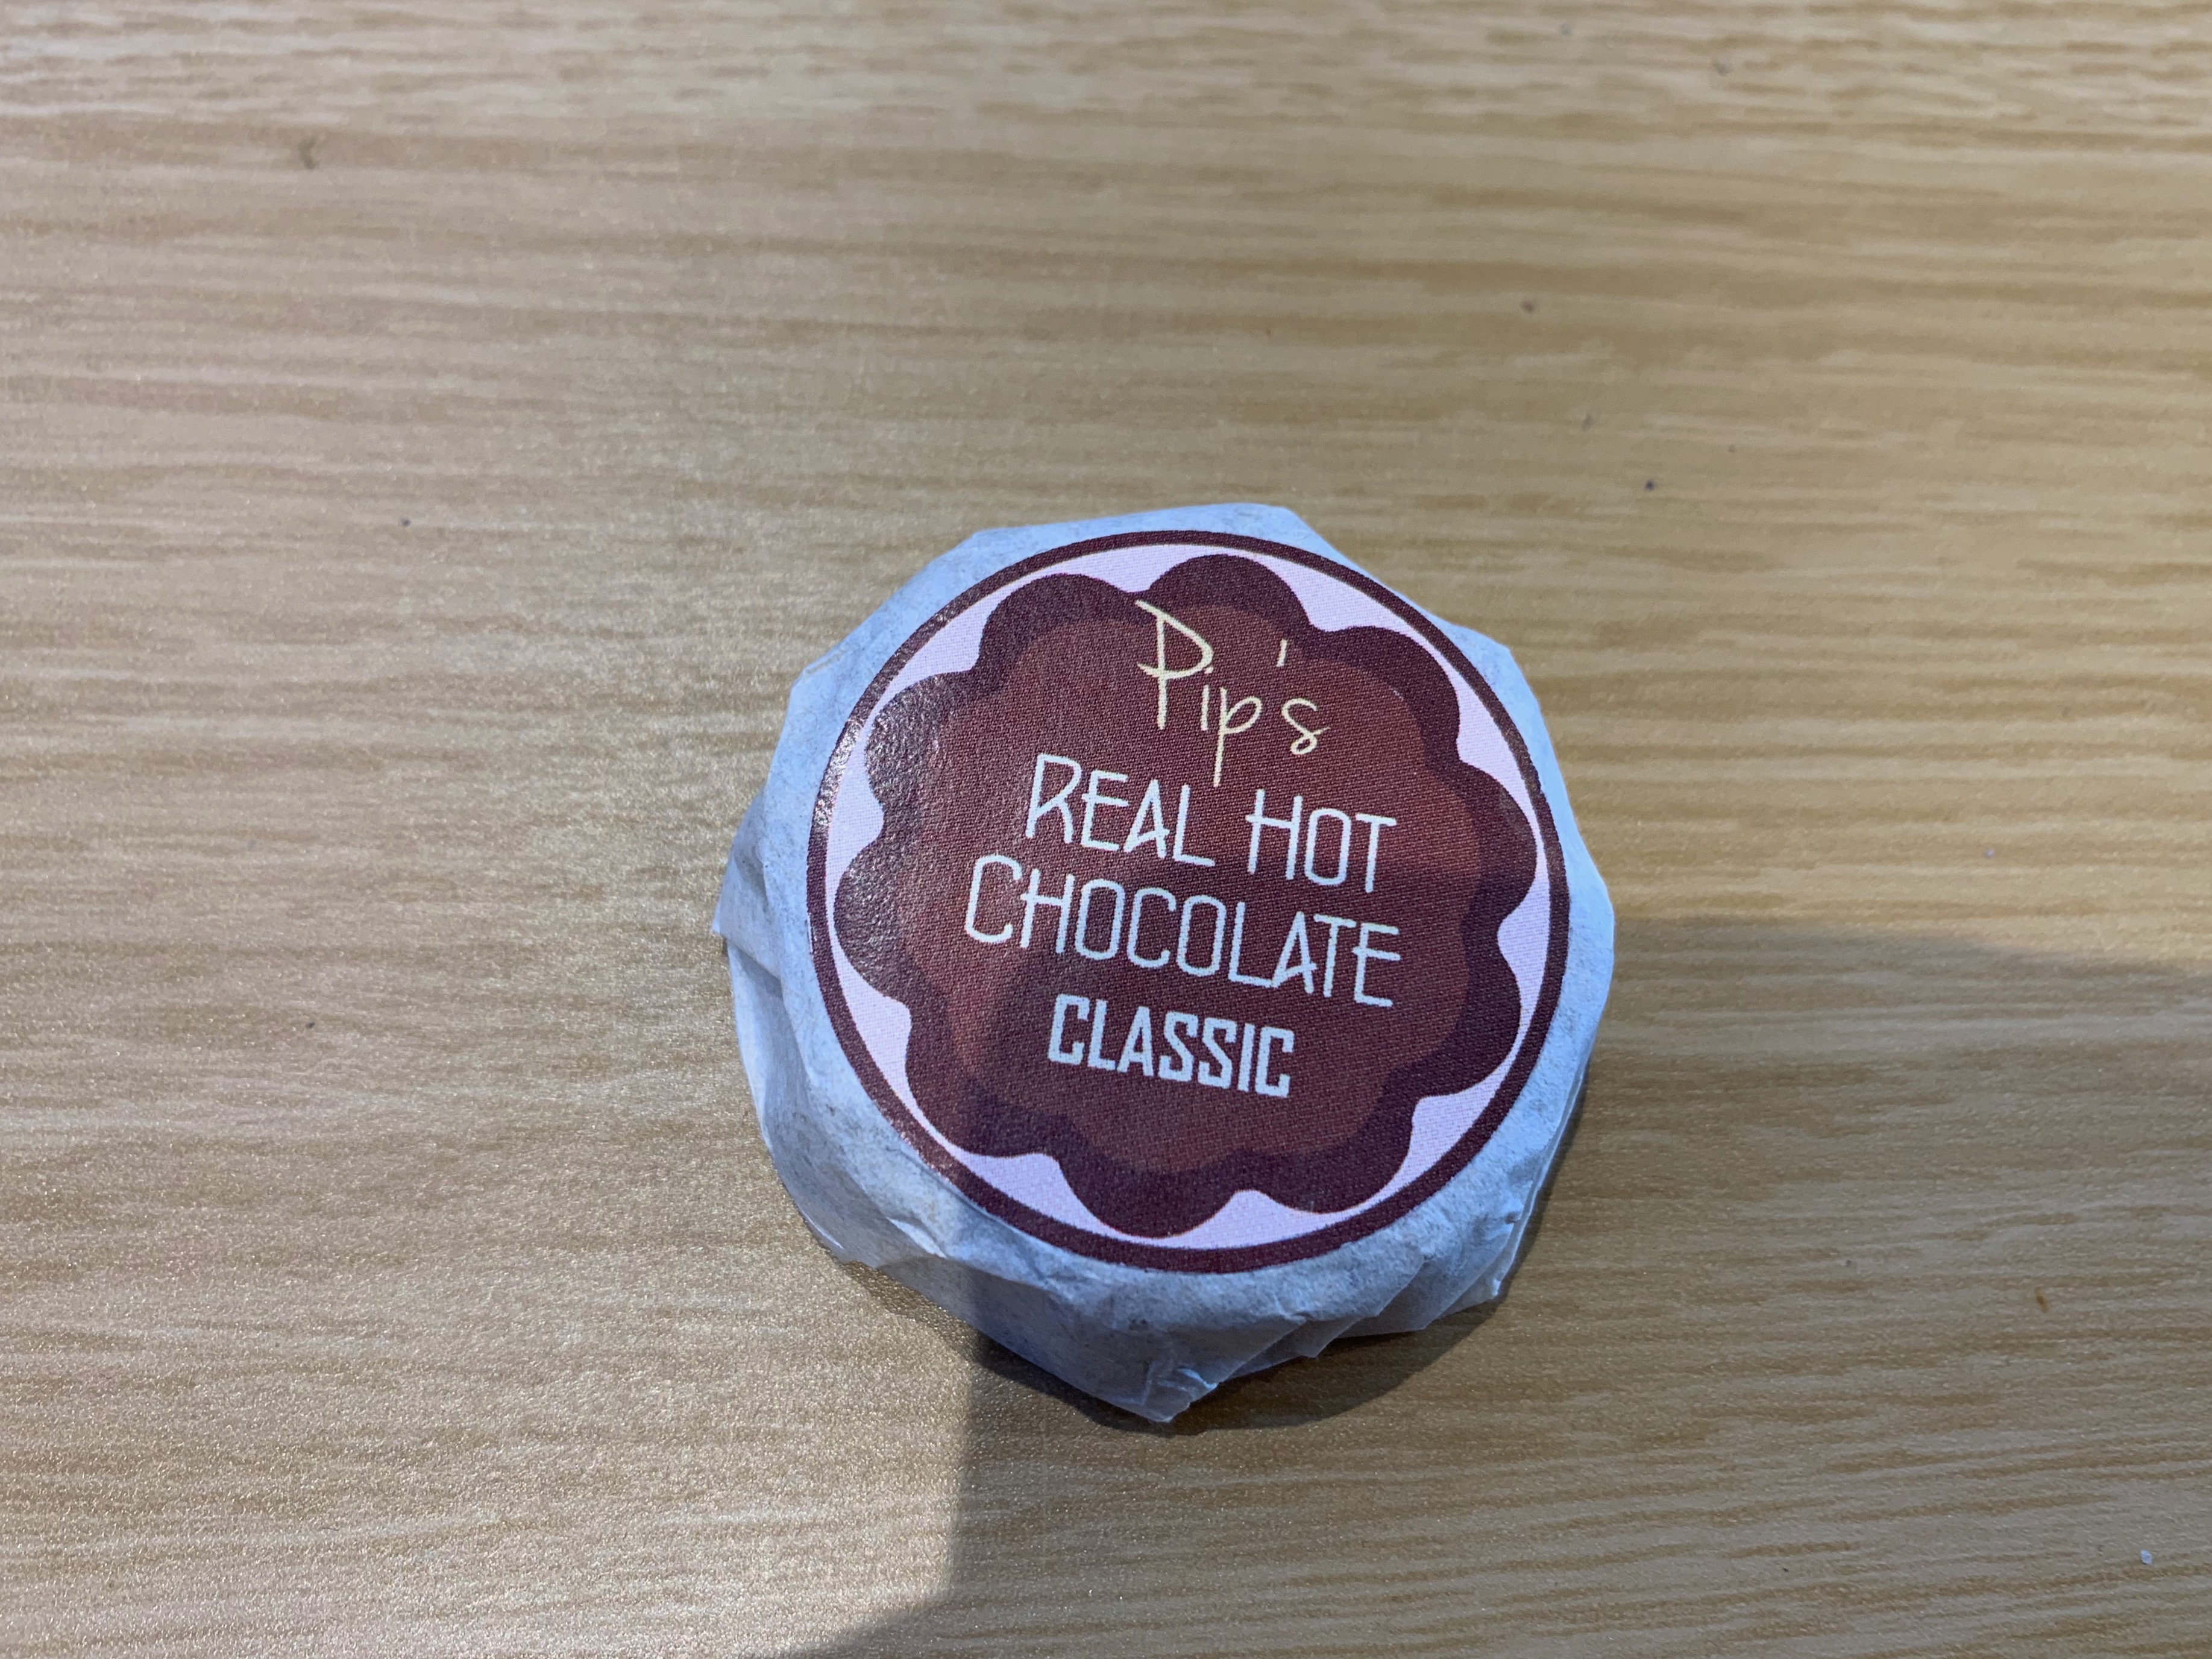 Pip's
REAL HOT
CHOCOLATE
CLASSIC